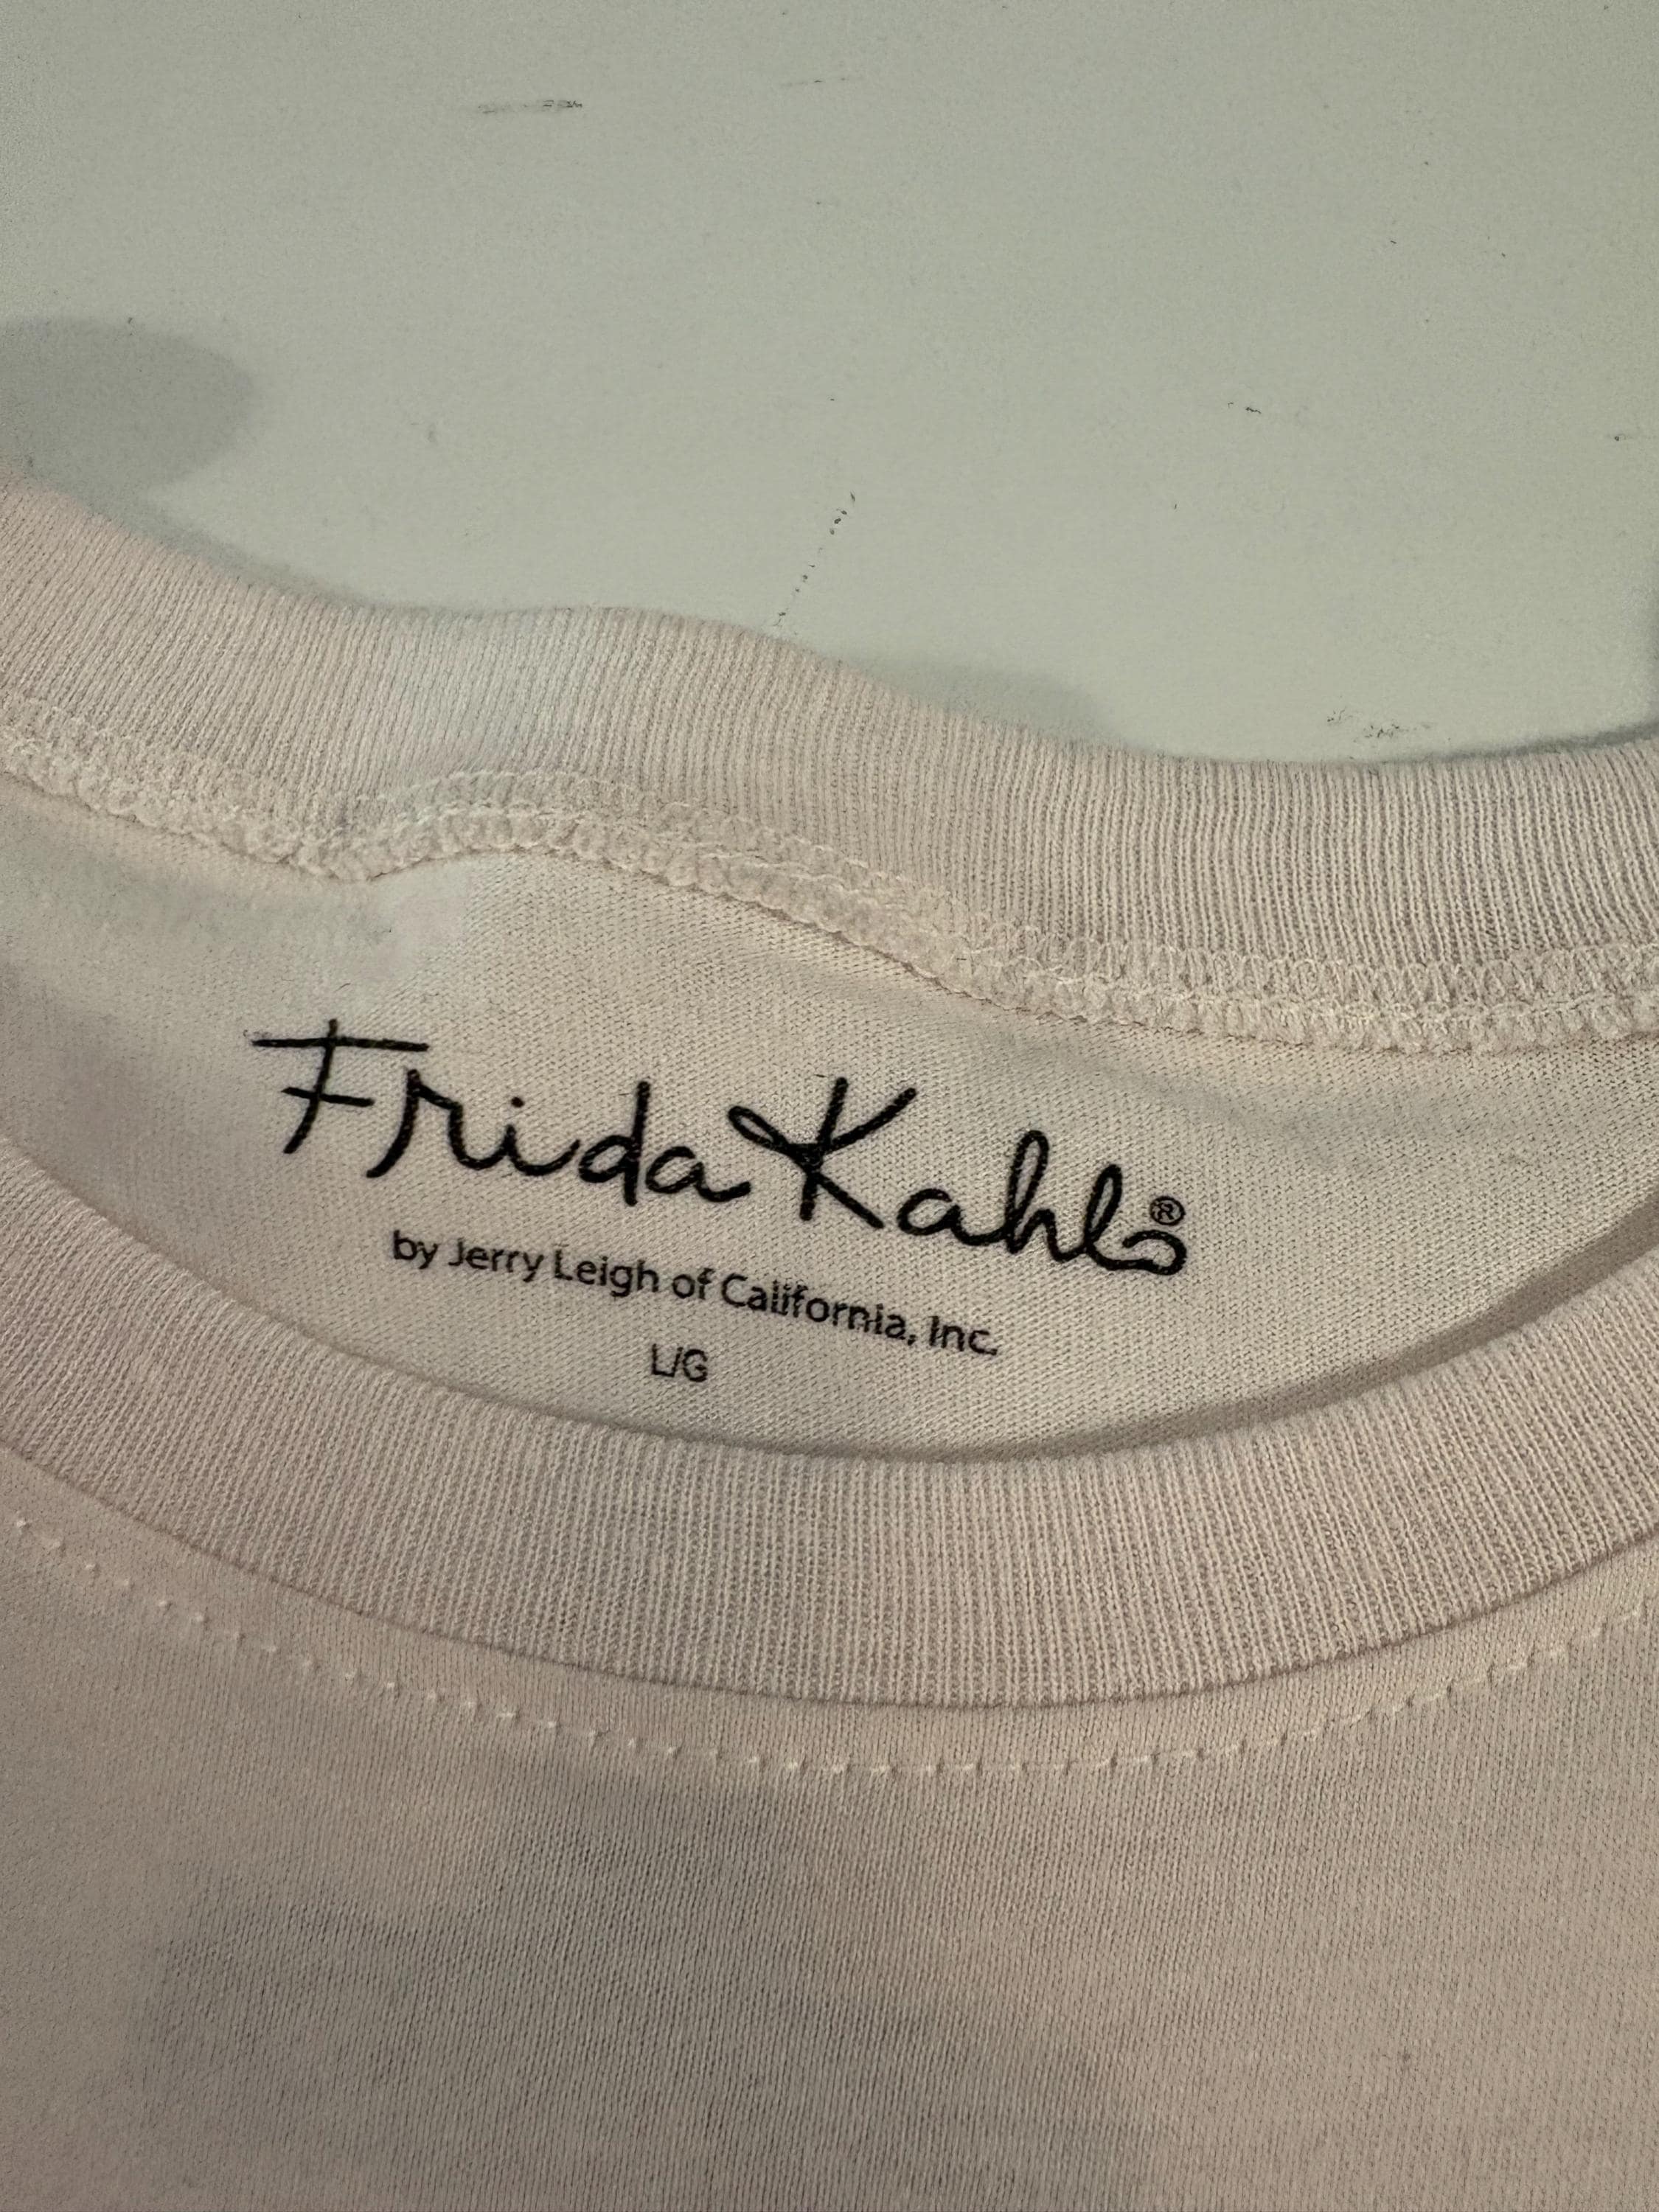 Frida Kahlo®
by Jerry Leigh of California, Inc.
L/G